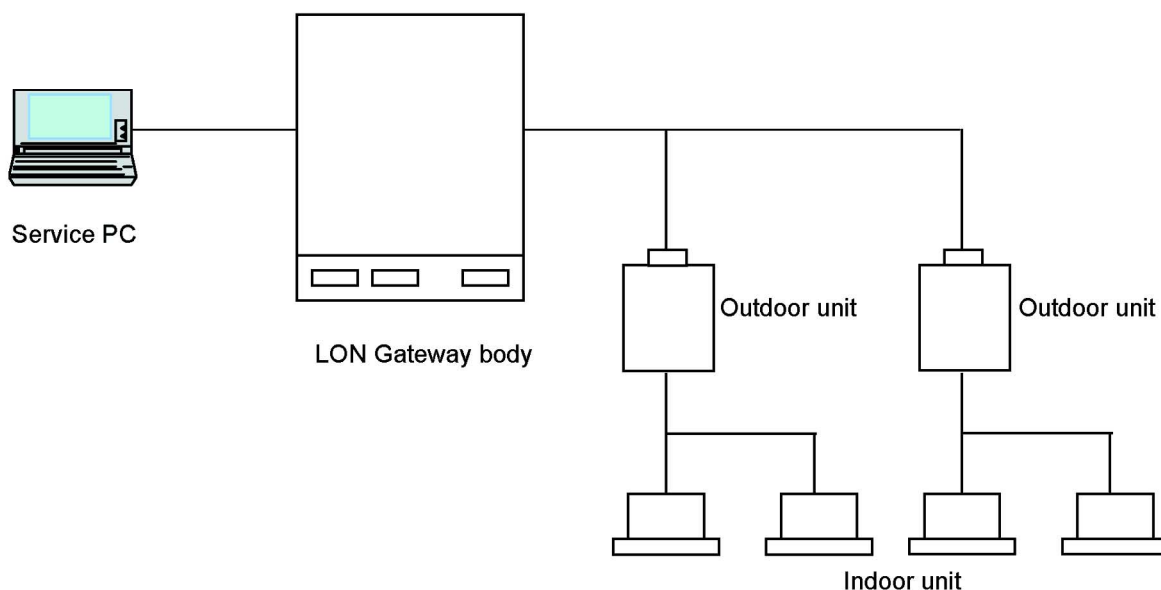 Service PC
LON Gateway body
Outdoor unit
Outdoor unit
Indoor unit